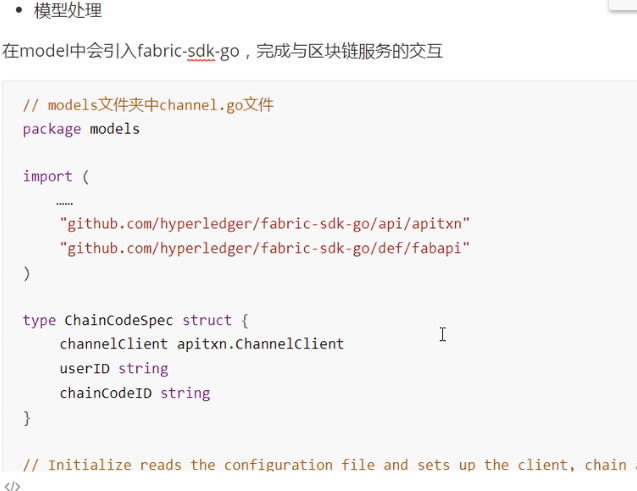 模型处理
在model中会引入fabric-sdk-go，完成与区块链服务的交互
// models文件夹中channel.go文件
package models
import (
……
"github.com/hyperledger/fabric-sdk-go/api/apitxn"
"github.com/hyperledger/fabric-sdk-go/def/fabapi"
)
type ChainCodeSpec struct {
channelClient apitxn.ChannelClient
userID string
chainCodeID string
}
// Initialize reads the configuration file and sets up the client, chain